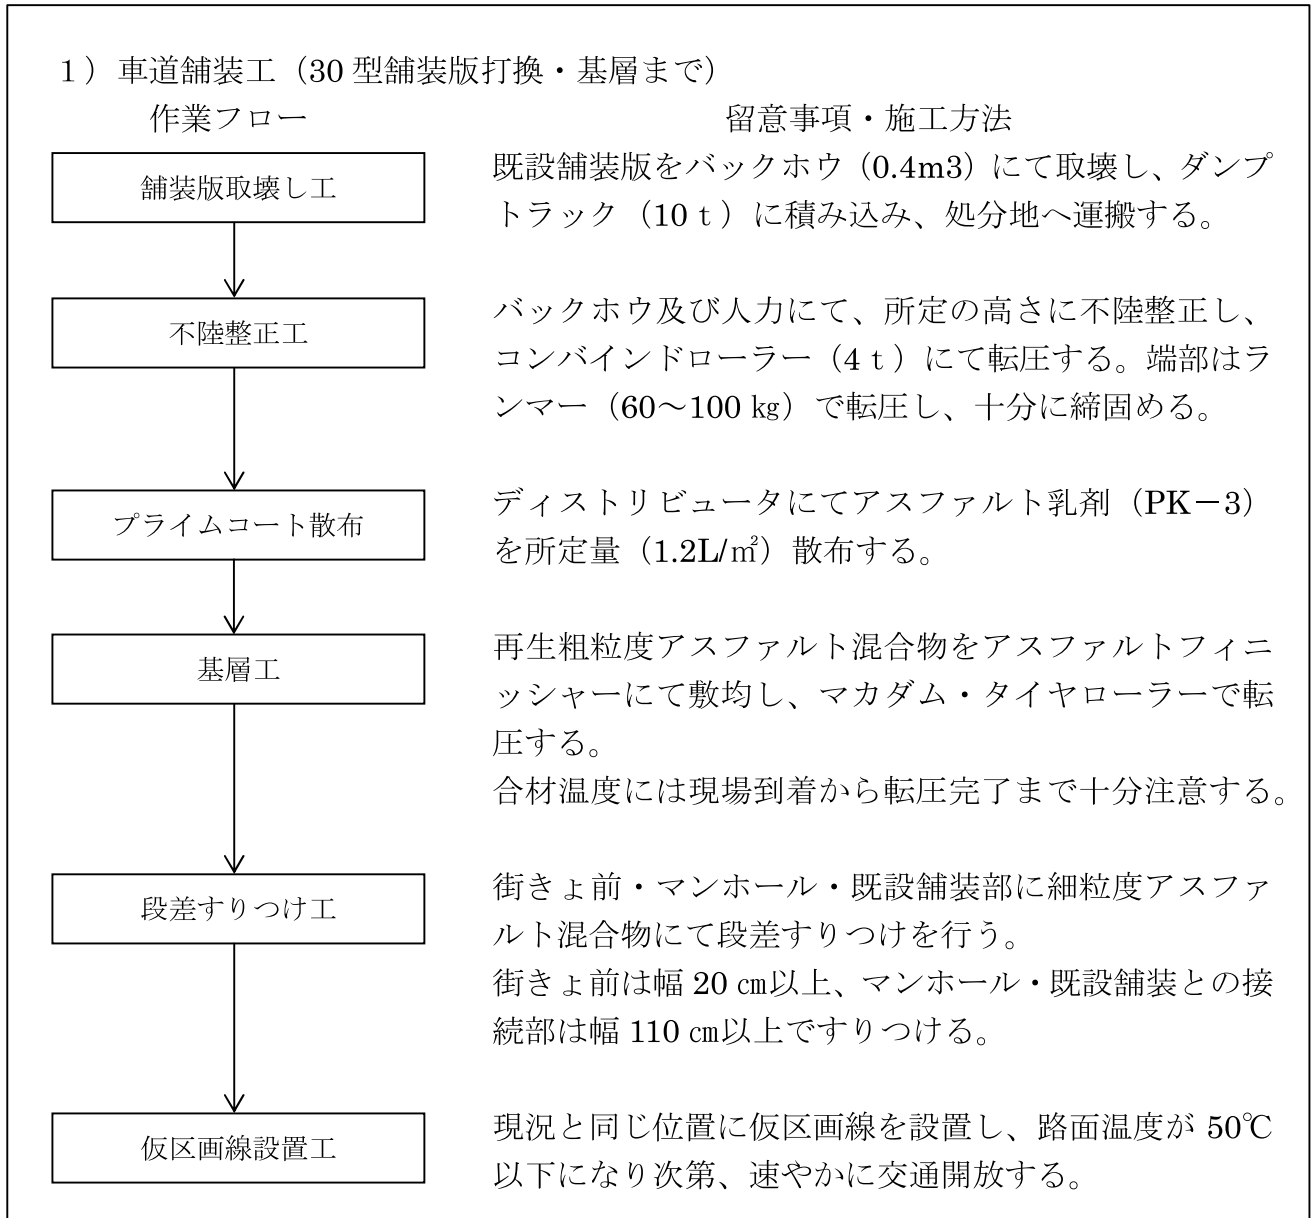 1）車道舗装工（30 型舗装版打換・基層まで）
作業フロー
留意事項・施工方法
舗装版取壊し工
既設舗装版をバックホウ（0.4m3）にて取壊し、ダンプ
トラック（10ｔ）に積み込み、処分地へ運搬する。
不陸整正工
バックホウ及び人力にて、所定の高さに不陸整正し、
コンバインドローラー（4ｔ）にて転圧する。端部はラ
ンマー（60～100 ㎏）で転圧し、十分に締固める。
プライムコート散布
ディストリビュータにてアスファルト乳剤（PK－3）
を所定量（1.2L/㎡）散布する。
基層工
再生粗粒度アスファルト混合物をアスファルトフィニ
ッシャーにて敷均し、マカダム・タイヤローラーで転
圧する。
合材温度には現場到着から転圧完了まで十分注意する。
段差すりつけ工
街きょ前・マンホール・既設舗装部に細粒度アスファ
ルト混合物にて段差すりつけを行う。
街きょ前は幅 20 ㎝以上、マンホール・既設舗装との接
続部は幅 110 ㎝以上ですりつける。
仮区画線設置工
現況と同じ位置に仮区画線を設置し、路面温度が 50℃
以下になり次第、速やかに交通開放する。